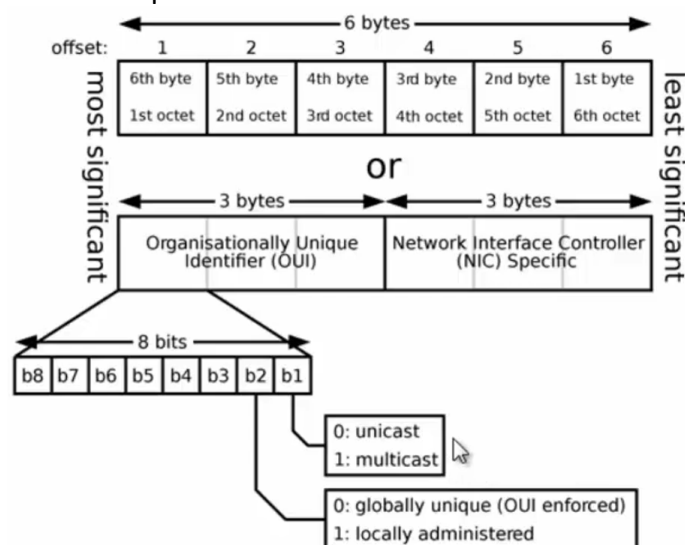 6 bytes
offset: 1 2 3 4 5 6
6th byte 5th byte 4th byte 3rd byte 2nd byte 1st byte
1st octet 2nd octet 3rd octet 4th octet 5th octet 6th octet
most significant
least significant
or
3 bytes 3 bytes
Organisationally Unique
Identifier (OUI)
Network Interface Controller
(NIC) Specific
8 bits
b8 b7 b6 b5 b4 b3 b2 b1
0: unicast
1: multicast
0: globally unique (OUI enforced)
1: locally administered